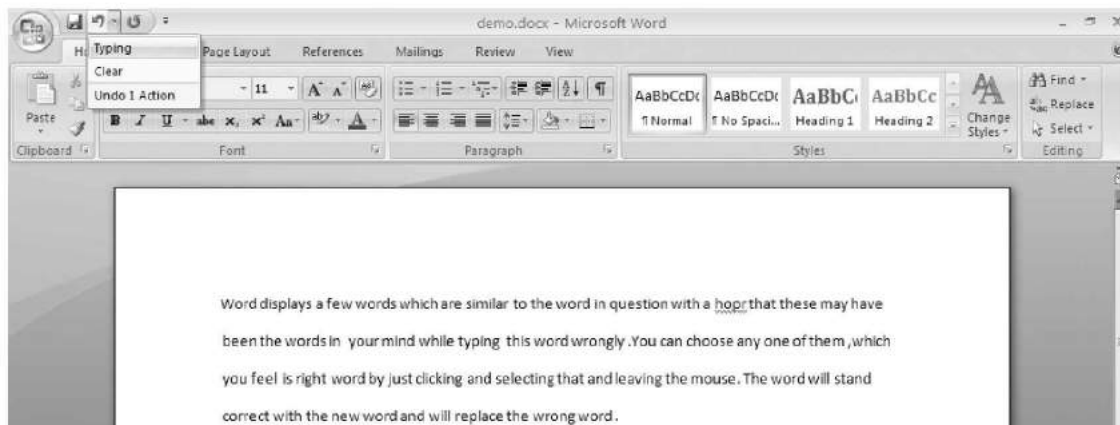 demo.docx - Microsoft Word
Typing
Page Layout References Mailings Review View
Clear
Undo 1 Action
11 A A
Find
AaBbCcDc AaBbCcDc AaBbC AaBbCc
Replace
Paste
B I U abe x, x² Aa aby A
¶ Normal ¶ No Spaci... Heading 1 Heading 2
Change Styles
Select
Clipboard Font Paragraph Styles Editing
Word displays a few words which are similar to the word in question with a hopr that these may have
been the words in your mind while typing this word wrongly .You can choose any one of them ,which
you feel is right word by just clicking and selecting that and leaving the mouse. The word will stand
correct with the new word and will replace the wrong word .